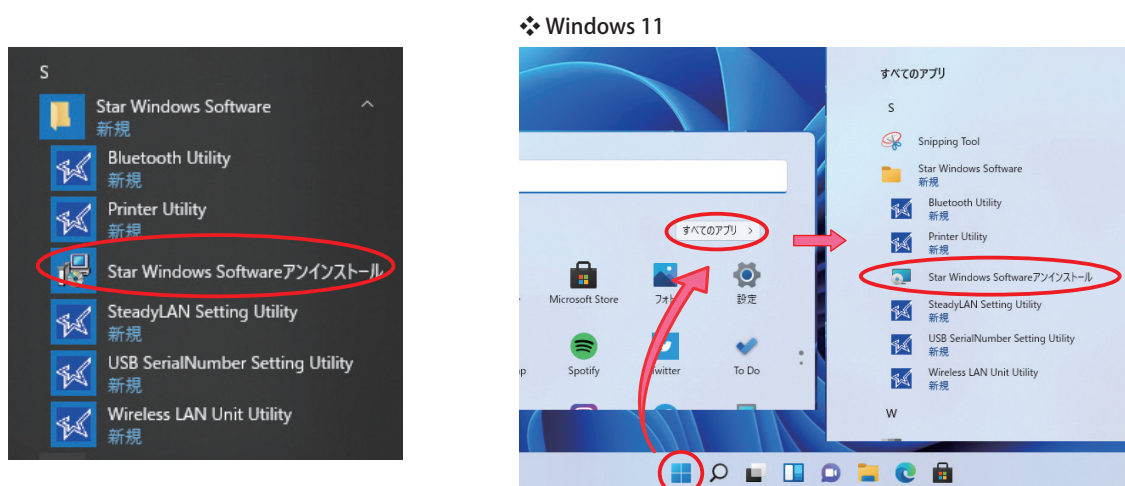 ❖ Windows 11
S
Star Windows Software
新規
Bluetooth Utility
新規
Printer Utility
新規
Star Windows Softwareアンインストール
SteadyLAN Setting Utility
新規
USB SerialNumber Setting Utility
新規
Wireless LAN Unit Utility
新規
すべてのアプリ >
Microsoft Store
設定
Spotify
To Do
すべてのアプリ
S
Snipping Tool
Star Windows Software
新規
Bluetooth Utility
新規
Printer Utility
新規
Star Windows Softwareアンインストール
SteadyLAN Setting Utility
新規
USB SerialNumber Setting Utility
新規
Wireless LAN Unit Utility
新規
W